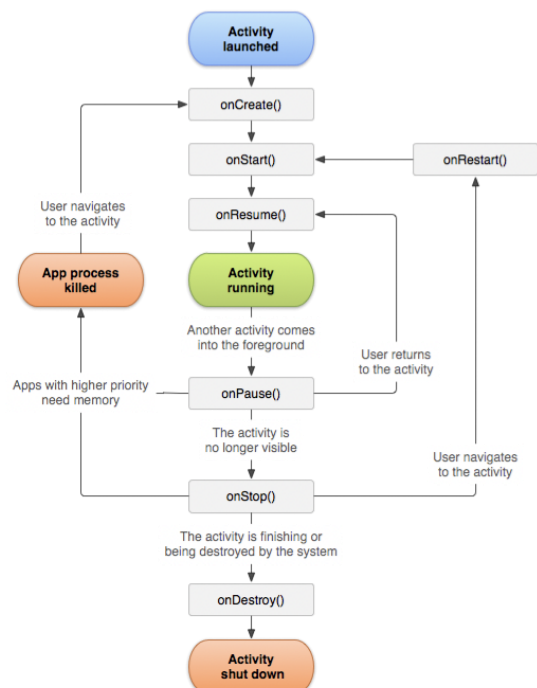 Activity
launched
onCreate()
onStart()
onRestart()
User navigates
to the activity
onResume()
App process
killed
Activity
running
Another activity comes
into the foreground
User returns
to the activity
Apps with higher priority
need memory
onPause()
The activity is
no longer visible
User navigates
to the activity
onStop()
The activity is finishing or
being destroyed by the system
onDestroy()
Activity
shut down